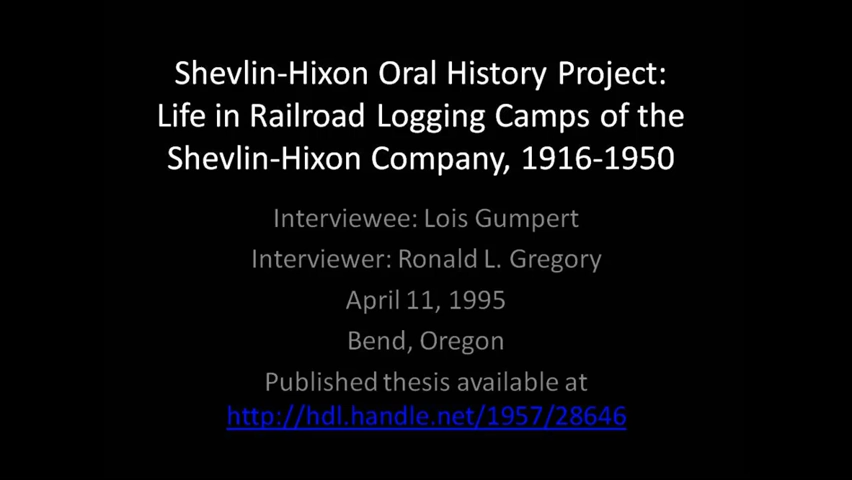 Shevlin-Hixon Oral History Project:
Life in Railroad Logging Camps of the
Shevlin-Hixon Company, 1916-1950
Interviewee: Lois Gumpert
Interviewer: Ronald L. Gregory
April 11, 1995
Bend, Oregon
Published thesis available at
http://hdl.handle.net/1957/28646